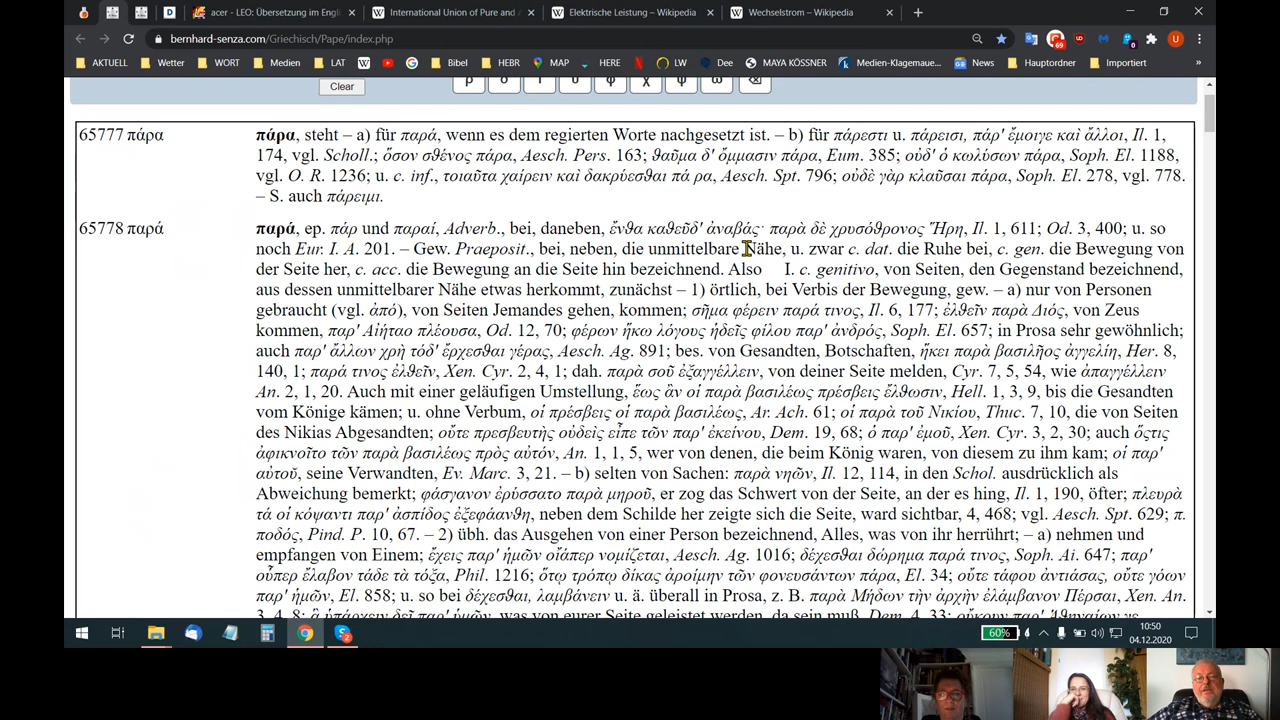 acer - LEO: Übersetzung im Engl
International Union of Pure and A
Elektrische Leistung – Wikipedia
Wechselstrom – Wikipedia
bernhard-senza.com/Griechisch/Pape/index.php
69
0
U
AKTUELL
Wetter
WORT
Medien
LAT
Bibel
HEBR
MAP
HERE
LW
Dee
MAYA KÖSSNER
Medien-Klagemaue...
News
Hauptordner
Importiert
»
Clear
65777 πάρα
πάρα, steht – a) für παρά, wenn es dem regierten Worte nachgesetzt ist. – b) für πάρεστι u. πάρεισι, πάρ' ἔμοιγε καὶ ἄλλοι, Il. 1,
174, vgl. Scholl.; ὅσον σθένος πάρα, Aesch. Pers. 163; θαῦμα δ' ὄμμασιν πάρα, Eum. 385; οὐδ' ὁ κωλύσων πάρα, Soph. El. 1188,
vgl. O. R. 1236; u. c. inf., τοιαῦτα χαίρειν καὶ δακρύεσθαι πά ρα, Aesch. Spt. 796; οὐδὲ γὰρ κλαῦσαι πάρα, Soph. El. 278, vgl. 778.
– S. auch πάρειμι.
65778 παρά
παρά, ep. πάρ und παραί, Adverb., bei, daneben, ἔνθα καθεῦδ' ἀναβάς· παρὰ δὲ χρυσόθρονος Ἥρη, Il. 1, 611; Od. 3, 400; u. so
noch Eur. I. A. 201. – Gew. Praeposit., bei, neben, die unmittelbare Nähe, u. zwar c. dat. die Ruhe bei, c. gen. die Bewegung von
der Seite her, c. acc. die Bewegung an die Seite hin bezeichnend. Also I. c. genitivo, von Seiten, den Gegenstand bezeichnend,
aus dessen unmittelbarer Nähe etwas herkommt, zunächst – 1) örtlich, bei Verbis der Bewegung, gew. – a) nur von Personen
gebraucht (vgl. ἀπό), von Seiten Jemandes gehen, kommen; σῆμα φέρειν παρά τινος, Il. 6, 177; ἐλθεῖν παρὰ Διός, von Zeus
kommen, παρ' Αἰήταο πλέουσα, Od. 12, 70; φέρων ἥκω λόγους ἡδεῖς φίλου παρ' ἀνδρός, Soph. El. 657; in Prosa sehr gewöhnlich;
auch παρ' ἄλλων χρὴ τόδ' ἔρχεσθαι γέρας, Aesch. Ag. 891; bes. von Gesandten, Botschaften, ἥκει παρὰ βασιλῆος ἀγγελίη, Her. 8,
140, 1; παρά τινος ἐλθεῖν, Xen. Cyr. 2, 4, 1; dah. παρὰ σοῦ ἐξαγγέλλειν, von deiner Seite melden, Cyr. 7, 5, 54, wie ἀπαγγέλλειν
An. 2, 1, 20. Auch mit einer geläufigen Umstellung, ἕως ἂν οἱ παρὰ βασιλέως πρέσβεις ἔλθωσιν, Hell. 1, 3, 9, bis die Gesandten
vom Könige kämen; u. ohne Verbum, οἱ πρέσβεις οἱ παρὰ βασιλέως, Ar. Ach. 61; οἱ παρὰ τοῦ Νικίου, Thuc. 7, 10, die von Seiten
des Nikias Abgesandten; οὔτε πρεσβευτὴς οὐδεὶς εἶπε τῶν παρ' ἐκείνου, Dem. 19, 68; ὁ παρ' ἐμοῦ, Xen. Cyr. 3, 2, 30; auch ὅςτις
ἀφικνοῖτο τῶν παρὰ βασιλέως πρὸς αὐτόν, An. 1, 1, 5, wer von denen, die beim König waren, von diesem zu ihm kam; οἱ παρ'
αὐτοῦ, seine Verwandten, Ev. Marc. 3, 21. – b) selten von Sachen: παρὰ νηῶν, Il. 12, 114, in den Schol. ausdrücklich als
Abweichung bemerkt; φάσγανον ἐρύσσατο παρὰ μηροῦ, er zog das Schwert von der Seite, an der es hing, Il. 1, 190, öfter; πλευρὰ
τά οἱ κύψαντι παρ' ἀσπίδος ἐξεφάανθη, neben dem Schilde her zeigte sich die Seite, ward sichtbar, 4, 468; vgl. Aesch. Spt. 629; π.
ποδός, Pind. P. 10, 67. – 2) übh. das Ausgehen von einer Person bezeichnend, Alles, was von ihr herrührt; – a) nehmen und
empfangen von Einem; ἔχεις παρ' ἡμῶν οἷάπερ νομίζεται, Aesch. Ag. 1016; δέχεσθαι δώρημα παρά τινος, Soph. Ai. 647; παρ'
οὗπερ ἔλαβον τάδε τὰ τόξα, Phil. 1216; ὅτῳ τρόπῳ δίκας ἀροίμην τῶν φονευσάντων πάρα, El. 34; οὔτε τάφου ἀντιάσας, οὔτε γόων
παρ' ἡμῶν, El. 858; u. so bei δέχεσθαι, λαμβάνειν u. ä. überall in Prosa, z. B. παρὰ Μήδων τὴν ἀρχὴν ἐλάμβανον Πέρσαι, Xen. An.
60%
10:50
04.12.2020